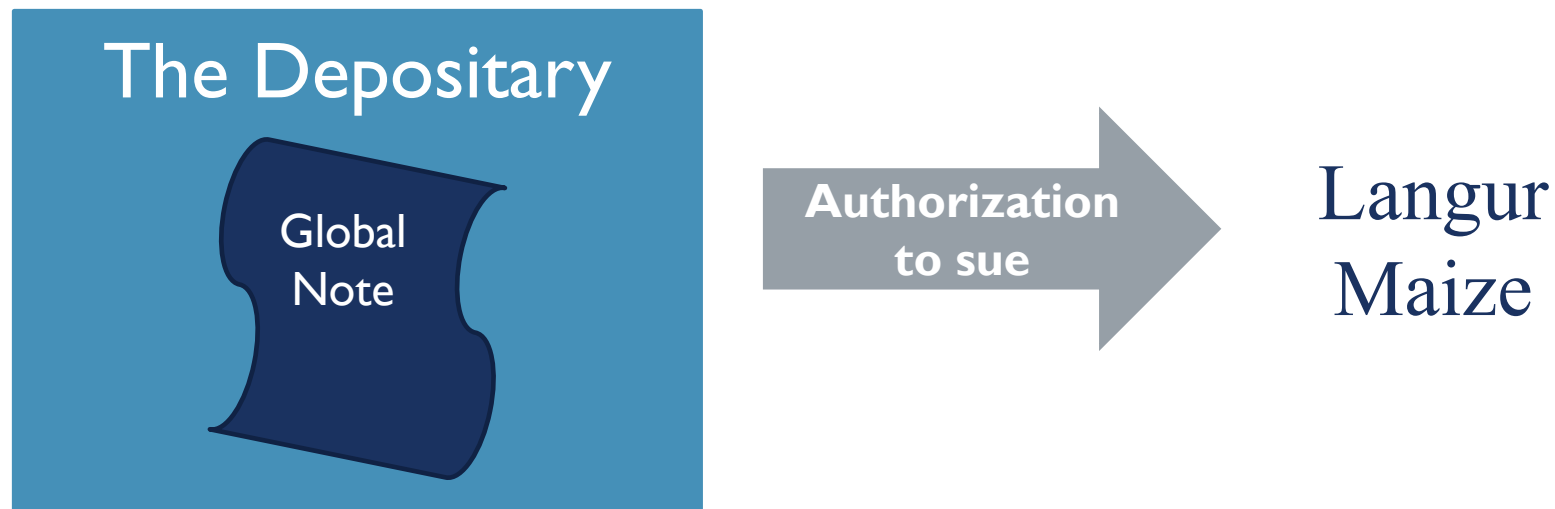 The Depositary
Global
Note
Authorization
to sue
Langur
Maize